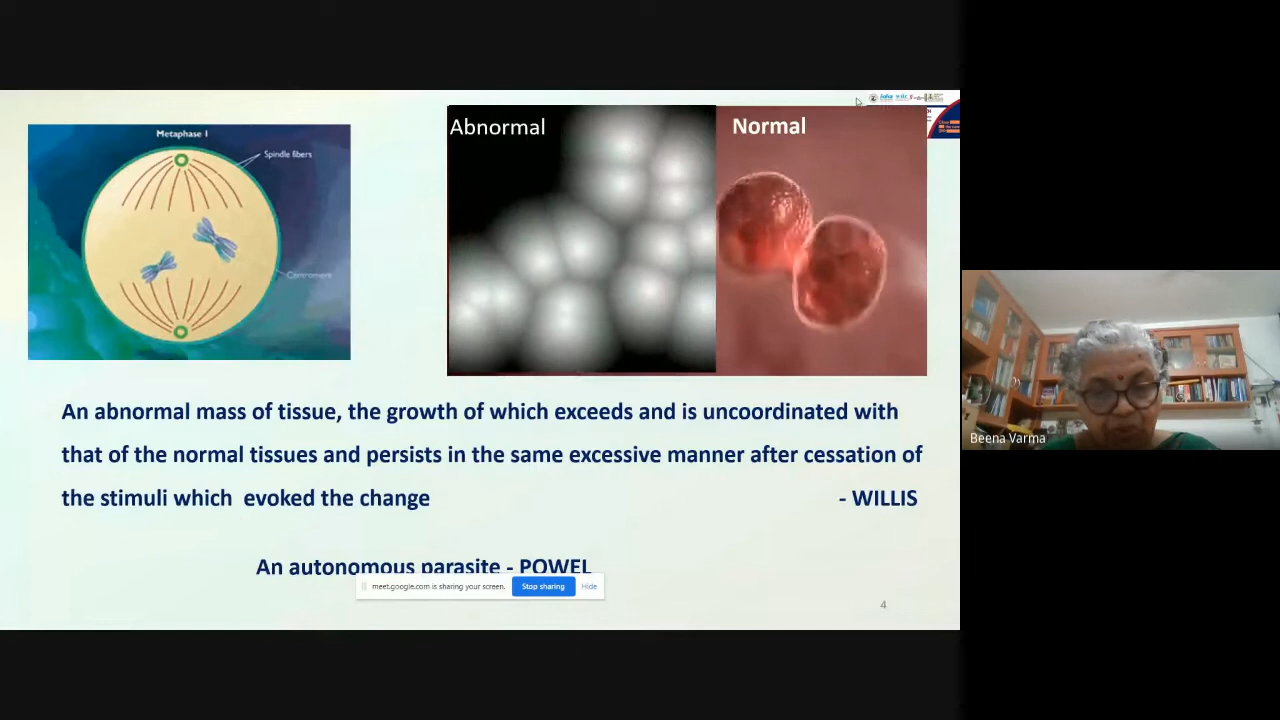 Metaphase I
Spindle fibers
Centromere
Abnormal
Normal
An abnormal mass of tissue, the growth of which exceeds and is uncoordinated with
that of the normal tissues and persists in the same excessive manner after cessation of
the stimuli which evoked the change - WILLIS
An autonomous parasite - POWEL
meet.google.com is sharing your screen. Stop sharing Hide
4
Beena Varma